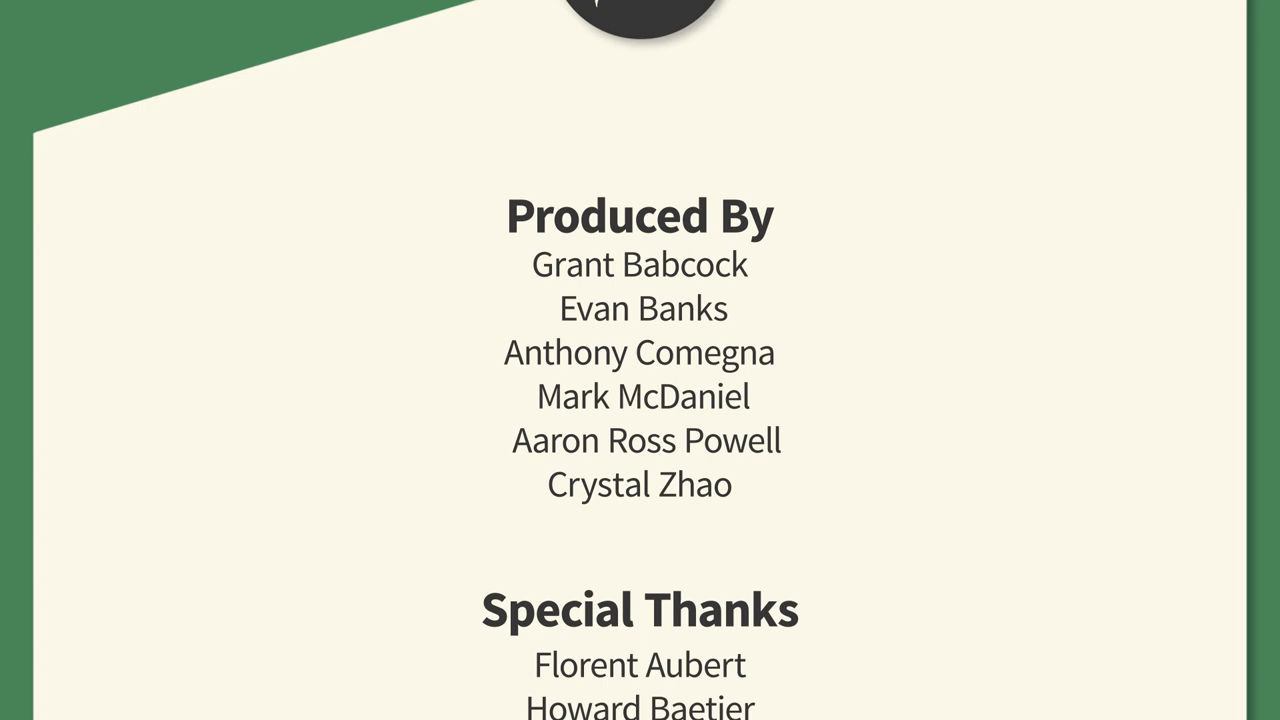 Produced By
Grant Babcock
Evan Banks
Anthony Comegna
Mark McDaniel
Aaron Ross Powell
Crystal Zhao
Special Thanks
Florent Aubert
Howard Baetjer